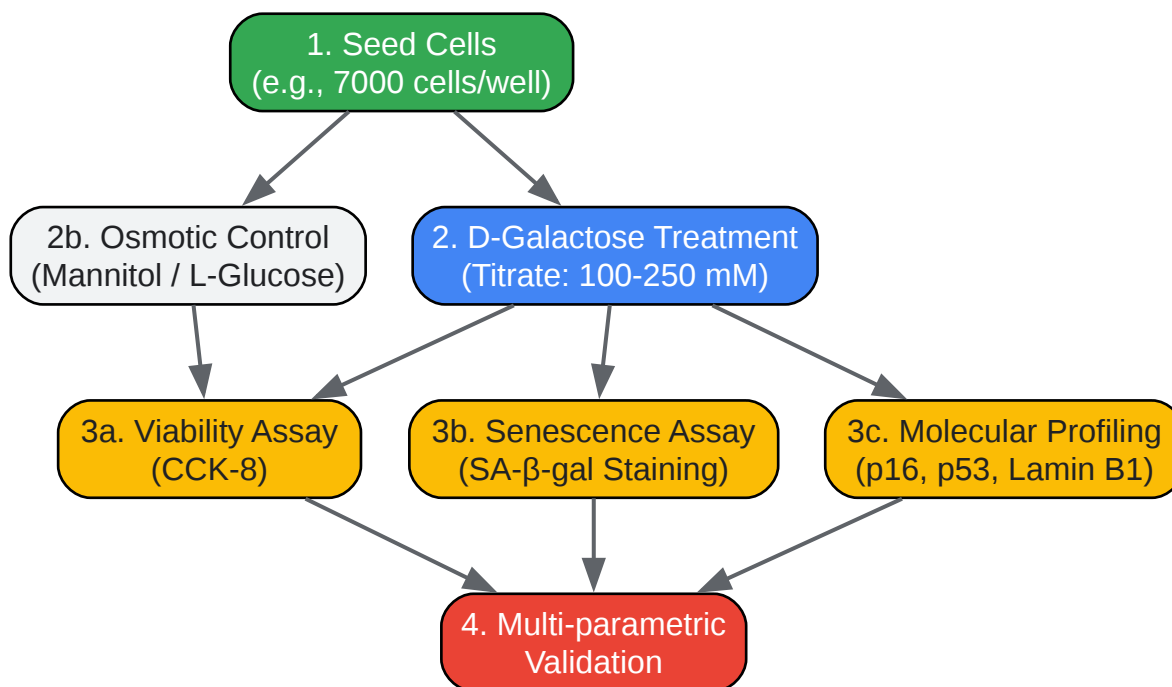 1. Seed Cells
(e.g., 7000 cells/well)
2b. Osmotic Control
(Mannitol / L-Glucose)
2. D-Galactose Treatment
(Titrate: 100-250 mM)
3a. Viability Assay
(CCK-8)
3b. Senescence Assay
(SA-β-gal Staining)
3c. Molecular Profiling
(p16, p53, Lamin B1)
4. Multi-parametric
Validation